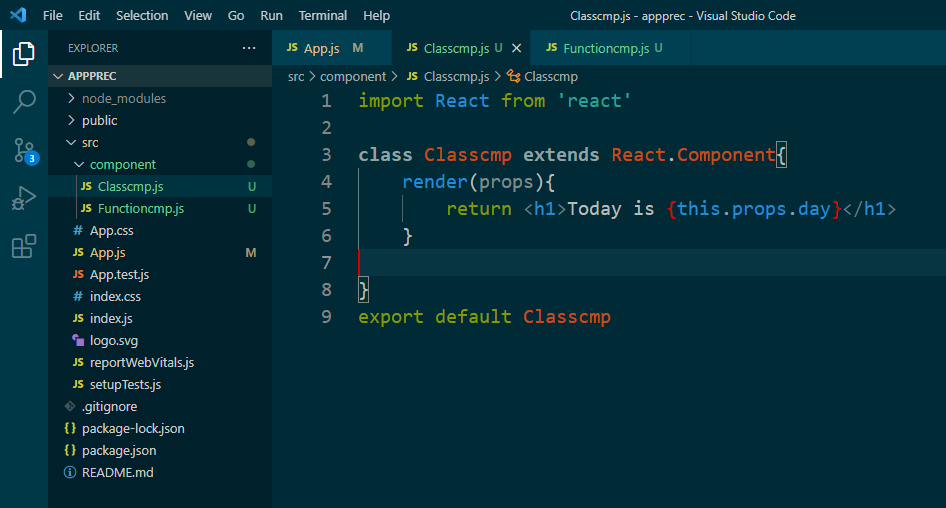 File Edit Selection View Go Run Terminal Help Classcmp.js - appprec - Visual Studio Code
EXPLORER ···
JS App.js M JS Classcmp.js U × JS Functioncmp.js U
APPPREC
src > component > JS Classcmp.js > Classcmp
node_modules
public
src
component
JS Classcmp.js U
JS Functioncmp.js U
# App.css
JS App.js M
JS App.test.js
# index.css
JS index.js
logo.svg
JS reportWebVitals.js
JS setupTests.js
.gitignore
{} package-lock.json
{} package.json
README.md
3
1 import React from 'react'
2
3 class Classcmp extends React.Component{
4 render(props){
5 return <h1>Today is {this.props.day}</h1>
6 }
7
8 }
9 export default Classcmp